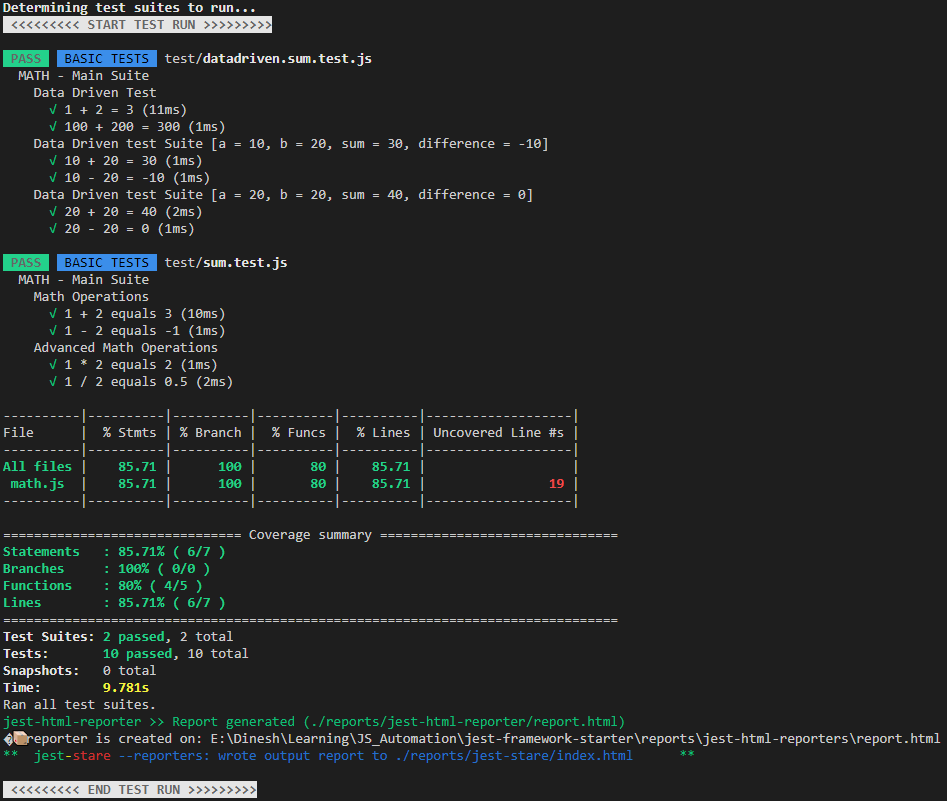 Determining test suites to run...
<<<<<<<<< START TEST RUN >>>>>>>>>
PASS BASIC TESTS test/datadriven.sum.test.js
MATH - Main Suite
Data Driven Test
√ 1 + 2 = 3 (11ms)
√ 100 + 200 = 300 (1ms)
Data Driven test Suite [a = 10, b = 20, sum = 30, difference = -10]
√ 10 + 20 = 30 (1ms)
√ 10 - 20 = -10 (1ms)
Data Driven test Suite [a = 20, b = 20, sum = 40, difference = 0]
√ 20 + 20 = 40 (2ms)
√ 20 - 20 = 0 (1ms)
PASS BASIC TESTS test/sum.test.js
MATH - Main Suite
Math Operations
√ 1 + 2 equals 3 (10ms)
√ 1 - 2 equals -1 (1ms)
Advanced Math Operations
√ 1 * 2 equals 2 (1ms)
√ 1 / 2 equals 0.5 (2ms)
----------|----------|----------|----------|----------|-------------------|
File      |  % Stmts | % Branch |  % Funcs |  % Lines | Uncovered Line #s |
----------|----------|----------|----------|----------|-------------------|
All files |    85.71 |      100 |       80 |    85.71 |                   |
 math.js  |    85.71 |      100 |       80 |    85.71 |                19 |
----------|----------|----------|----------|----------|-------------------|
=============================== Coverage summary ===============================
Statements   : 85.71% ( 6/7 )
Branches     : 100% ( 0/0 )
Functions    : 80% ( 4/5 )
Lines        : 85.71% ( 6/7 )
================================================================================
Test Suites: 2 passed, 2 total
Tests:       10 passed, 10 total
Snapshots:   0 total
Time:        9.781s
Ran all test suites.
jest-html-reporter >> Report generated (./reports/jest-html-reporter/report.html)
�📦reporter is created on: E:\Dinesh\Learning\JS_Automation\jest-framework-starter\reports\jest-html-reporters\report.html
**  jest-stare --reporters: wrote output report to ./reports/jest-stare/index.html      **
<<<<<<<<< END TEST RUN >>>>>>>>>